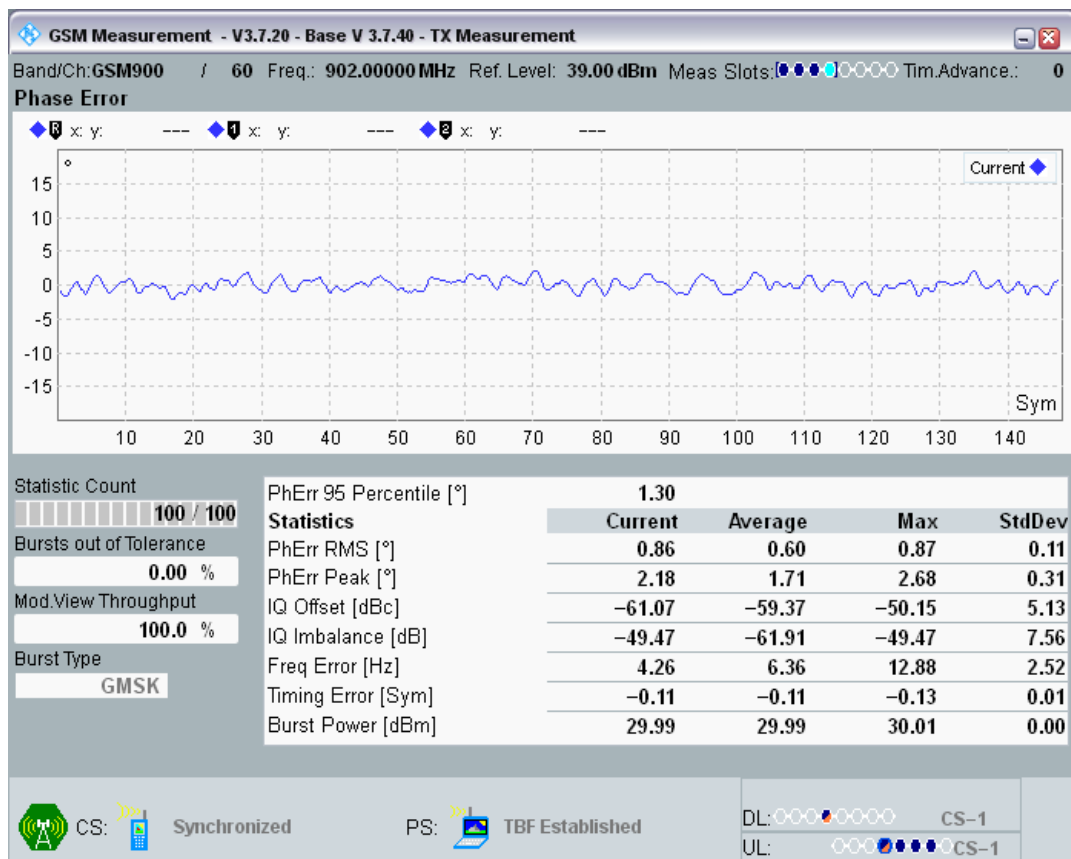 GSM Measurement - V3.7.20 - Base V 3.7.40 - TX Measurement
Band/Ch:GSM900 / 60 Freq.: 902.00000 MHz Ref. Level: 39.00 dBm Meas Slots: Tim.Advance.: 0
Phase Error
R x: y: --- 1 x: y: --- 2 x: y: ---
°
Current
15
10
5
0
-5
-10
-15
Sym
10 20 30 40 50 60 70 80 90 100 110 120 130 140
Statistic Count
100 / 100
Bursts out of Tolerance
0.00 %
Mod.View Throughput
100.0 %
Burst Type
GMSK
PhErr 95 Percentile [°] 1.30
Statistics Current Average Max StdDev
PhErr RMS [°] 0.86 0.60 0.87 0.11
PhErr Peak [°] 2.18 1.71 2.68 0.31
IQ Offset [dBc] −61.07 −59.37 −50.15 5.13
IQ Imbalance [dB] −49.47 −61.91 −49.47 7.56
Freq Error [Hz] 4.26 6.36 12.88 2.52
Timing Error [Sym] −0.11 −0.11 −0.13 0.01
Burst Power [dBm] 29.99 29.99 30.01 0.00
CS: Synchronized PS: TBF Established
DL: CS−1
UL: CS−1